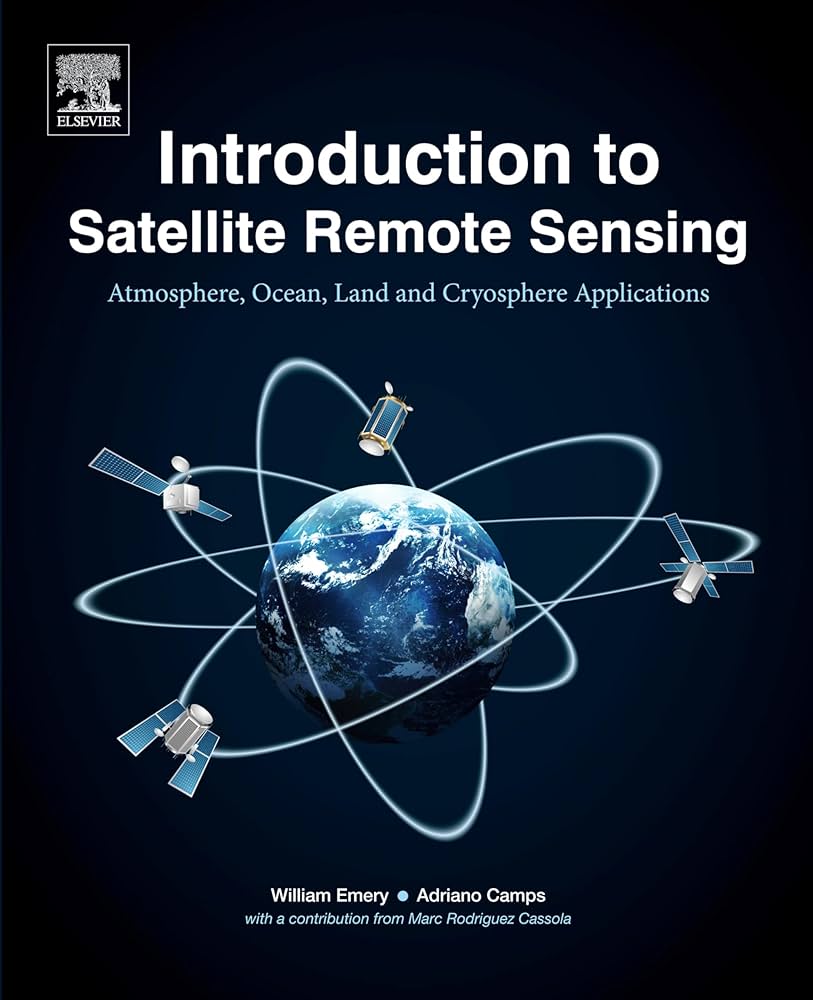 ELSEVIER
Introduction to
Satellite Remote Sensing
Atmosphere, Ocean, Land and Cryosphere Applications
William Emery ● Adriano Camps
with a contribution from Marc Rodriguez Cassola